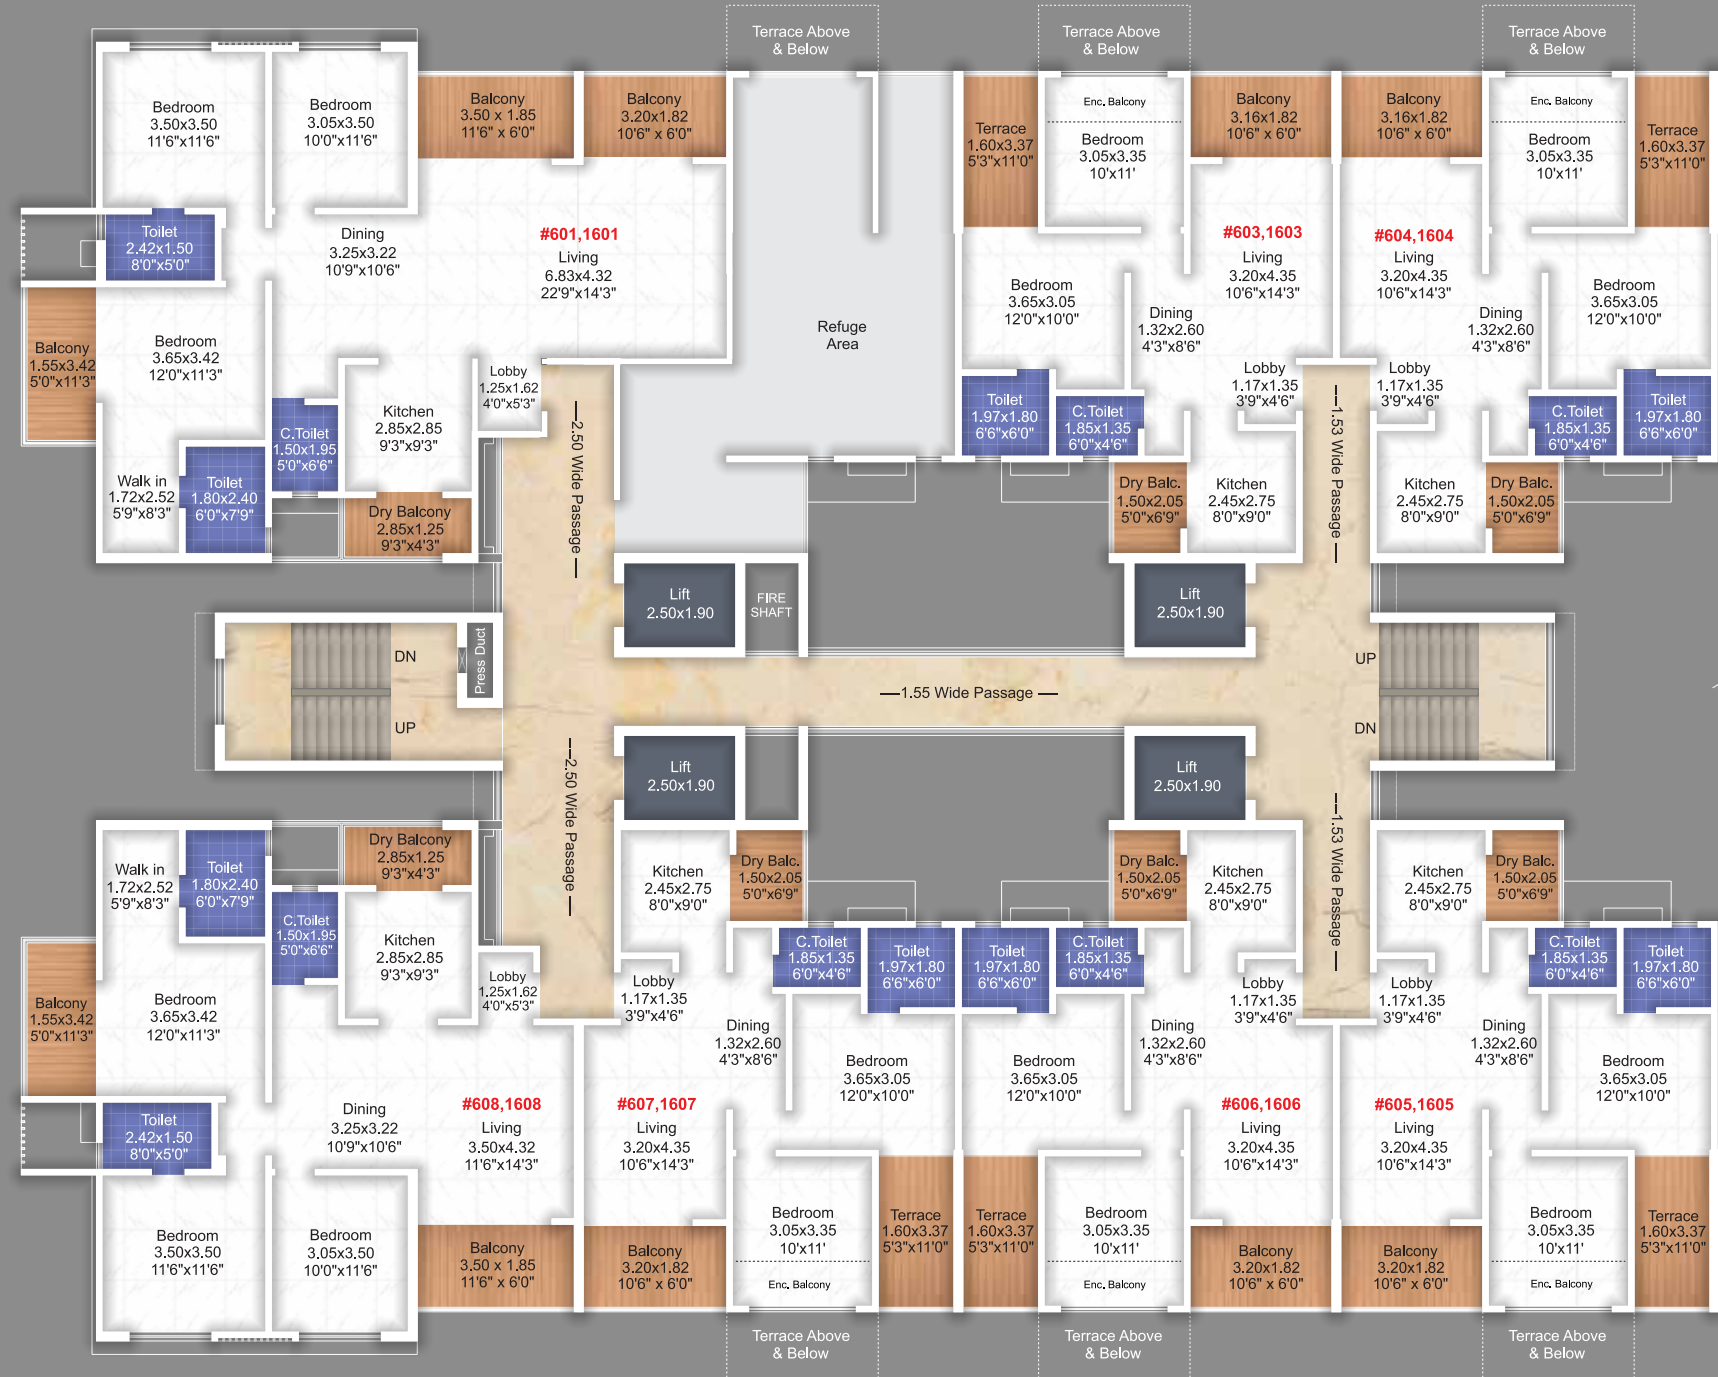 Terrace Above
& Below
Terrace Above
& Below
Terrace Above
& Below
Bedroom
3.50x3.50
11'6"x11'6"
Bedroom
3.05x3.50
10'0"x11'6"
Balcony
3.50 x 1.85
11'6" x 6'0"
Balcony
3.20x1.82
10'6" x 6'0"
Terrace
1.60x3.37
5'3"x11'0"
Enc. Balcony
Bedroom
3.05x3.35
10'x11'
Balcony
3.16x1.82
10'6" x 6'0"
Balcony
3.16x1.82
10'6" x 6'0"
Enc. Balcony
Bedroom
3.05x3.35
10'x11'
Terrace
1.60x3.37
5'3"x11'0"
Toilet
2.42x1.50
8'0"x5'0"
Dining
3.25x3.22
10'9"x10'6"
#601,1601
Living
6.83x4.32
22'9"x14'3"
Refuge
Area
Bedroom
3.65x3.05
12'0"x10'0"
#603,1603
Living
3.20x4.35
10'6"x14'3"
#604,1604
Living
3.20x4.35
10'6"x14'3"
Bedroom
3.65x3.05
12'0"x10'0"
Dining
1.32x2.60
4'3"x8'6"
Dining
1.32x2.60
4'3"x8'6"
Balcony
1.55x3.42
5'0"x11'3"
Bedroom
3.65x3.42
12'0"x11'3"
Lobby
1.25x1.62
4'0"x5'3"
Lobby
1.17x1.35
3'9"x4'6"
Lobby
1.17x1.35
3'9"x4'6"
Kitchen
2.85x2.85
9'3"x9'3"
C.Toilet
1.50x1.95
5'0"x6'6"
Toilet
1.97x1.80
6'6"x6'0"
C.Toilet
1.85x1.35
6'0"x4'6"
C.Toilet
1.85x1.35
6'0"x4'6"
Toilet
1.97x1.80
6'6"x6'0"
Walk in
1.72x2.52
5'9"x8'3"
Toilet
1.80x2.40
6'0"x7'9"
Dry Balcony
2.85x1.25
9'3"x4'3"
2.50 Wide Passage
Dry Balc.
1.50x2.05
5'0"x6'9"
Kitchen
2.45x2.75
8'0"x9'0"
1.53 Wide Passage
Kitchen
2.45x2.75
8'0"x9'0"
Dry Balc.
1.50x2.05
5'0"x6'9"
Lift
2.50x1.90
FIRE
SHAFT
Lift
2.50x1.90
DN
Press Duct
UP
1.55 Wide Passage
UP
DN
Lift
2.50x1.90
Lift
2.50x1.90
2.50 Wide Passage
1.53 Wide Passage
Walk in
1.72x2.52
5'9"x8'3"
Toilet
1.80x2.40
6'0"x7'9"
Dry Balcony
2.85x1.25
9'3"x4'3"
Kitchen
2.45x2.75
8'0"x9'0"
Dry Balc.
1.50x2.05
5'0"x6'9"
Dry Balc.
1.50x2.05
5'0"x6'9"
Kitchen
2.45x2.75
8'0"x9'0"
Kitchen
2.45x2.75
8'0"x9'0"
Dry Balc.
1.50x2.05
5'0"x6'9"
C.Toilet
1.50x1.95
5'0"x6'6"
Kitchen
2.85x2.85
9'3"x9'3"
C.Toilet
1.85x1.35
6'0"x4'6"
Toilet
1.97x1.80
6'6"x6'0"
Toilet
1.97x1.80
6'6"x6'0"
C.Toilet
1.85x1.35
6'0"x4'6"
C.Toilet
1.85x1.35
6'0"x4'6"
Toilet
1.97x1.80
6'6"x6'0"
Balcony
1.55x3.42
5'0"x11'3"
Bedroom
3.65x3.42
12'0"x11'3"
Lobby
1.25x1.62
4'0"x5'3"
Lobby
1.17x1.35
3'9"x4'6"
Lobby
1.17x1.35
3'9"x4'6"
Lobby
1.17x1.35
3'9"x4'6"
Dining
1.32x2.60
4'3"x8'6"
Dining
1.32x2.60
4'3"x8'6"
Dining
1.32x2.60
4'3"x8'6"
Bedroom
3.65x3.05
12'0"x10'0"
Bedroom
3.65x3.05
12'0"x10'0"
Bedroom
3.65x3.05
12'0"x10'0"
Toilet
2.42x1.50
8'0"x5'0"
Dining
3.25x3.22
10'9"x10'6"
#608,1608
Living
3.50x4.32
11'6"x14'3"
#607,1607
Living
3.20x4.35
10'6"x14'3"
#606,1606
Living
3.20x4.35
10'6"x14'3"
#605,1605
Living
3.20x4.35
10'6"x14'3"
Bedroom
3.50x3.50
11'6"x11'6"
Bedroom
3.05x3.50
10'0"x11'6"
Balcony
3.50 x 1.85
11'6" x 6'0"
Balcony
3.20x1.82
10'6" x 6'0"
Bedroom
3.05x3.35
10'x11'
Enc. Balcony
Terrace
1.60x3.37
5'3"x11'0"
Terrace
1.60x3.37
5'3"x11'0"
Bedroom
3.05x3.35
10'x11'
Enc. Balcony
Balcony
3.20x1.82
10'6" x 6'0"
Balcony
3.20x1.82
10'6" x 6'0"
Bedroom
3.05x3.35
10'x11'
Enc. Balcony
Terrace
1.60x3.37
5'3"x11'0"
Terrace Above
& Below
Terrace Above
& Below
Terrace Above
& Below